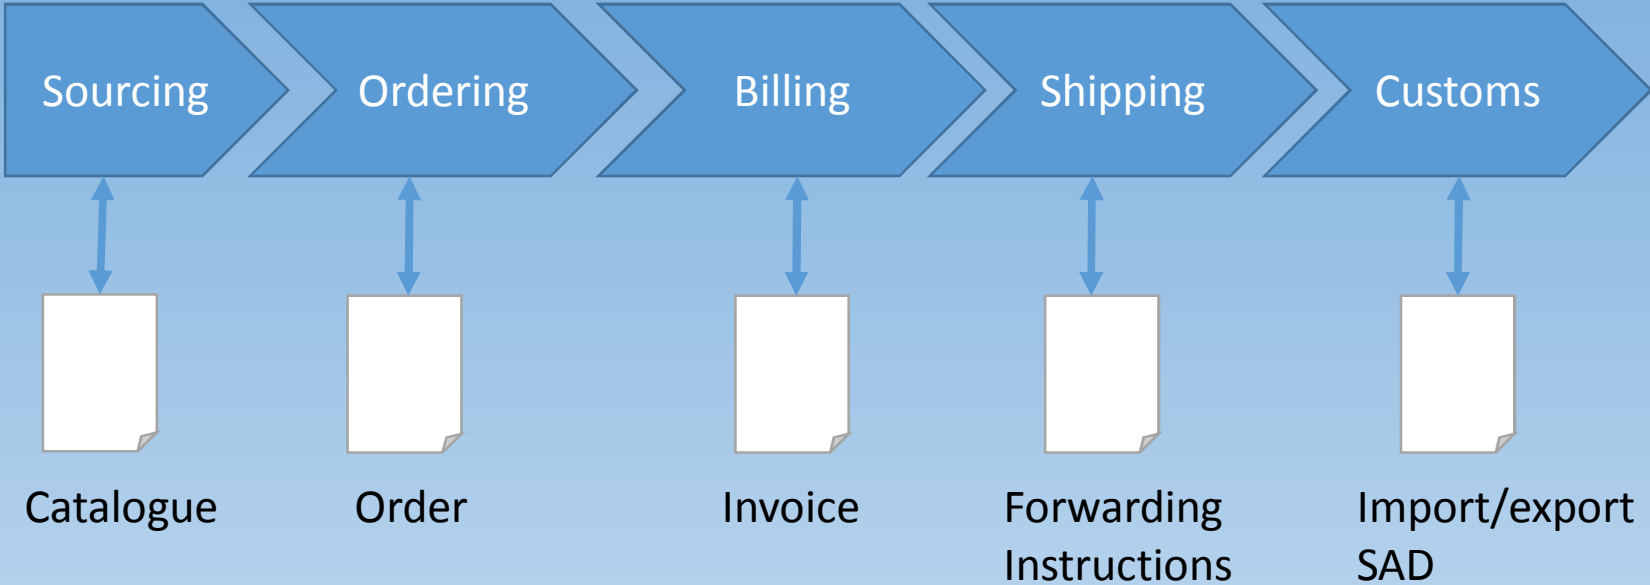 Sourcing
Ordering
Billing
Shipping
Customs
Catalogue
Order
Invoice
Forwarding
Instructions
Import/export
SAD